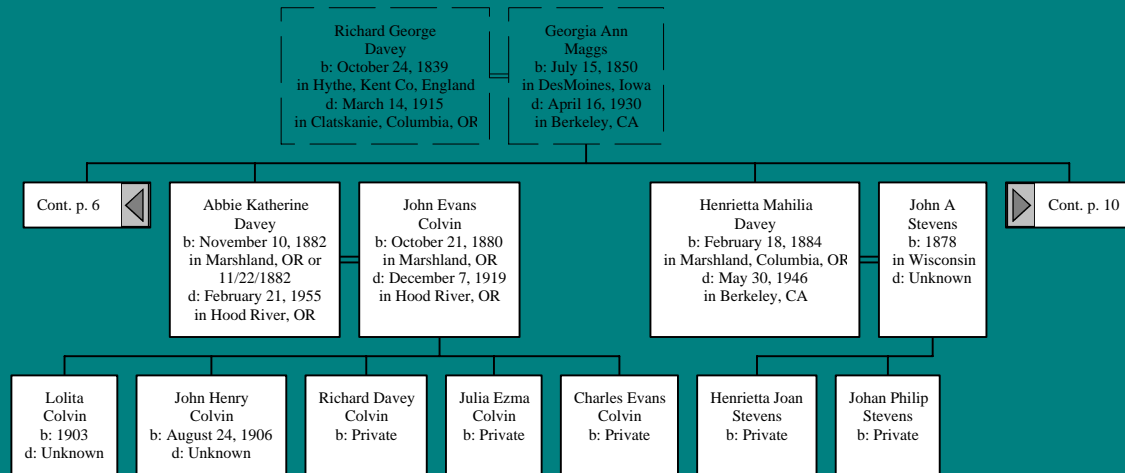 Richard George
Davey
b: October 24, 1839
in Hythe, Kent Co, England
d: March 14, 1915
in Clatskanie, Columbia, OR
Georgia Ann
Maggs
b: July 15, 1850
in DesMoines, Iowa
d: April 16, 1930
in Berkeley, CA
Cont. p. 6
Abbie Katherine
Davey
b: November 10, 1882
in Marshland, OR or
11/22/1882
d: February 21, 1955
in Hood River, OR
John Evans
Colvin
b: October 21, 1880
in Marshland, OR
d: December 7, 1919
in Hood River, OR
Henrietta Mahilia
Davey
b: February 18, 1884
in Marshland, Columbia, OR
d: May 30, 1946
in Berkeley, CA
John A
Stevens
b: 1878
in Wisconsin
d: Unknown
Cont. p. 10
Lolita
Colvin
b: 1903
d: Unknown
John Henry
Colvin
b: August 24, 1906
d: Unknown
Richard Davey
Colvin
b: Private
Julia Ezma
Colvin
b: Private
Charles Evans
Colvin
b: Private
Henrietta Joan
Stevens
b: Private
Johan Philip
Stevens
b: Private